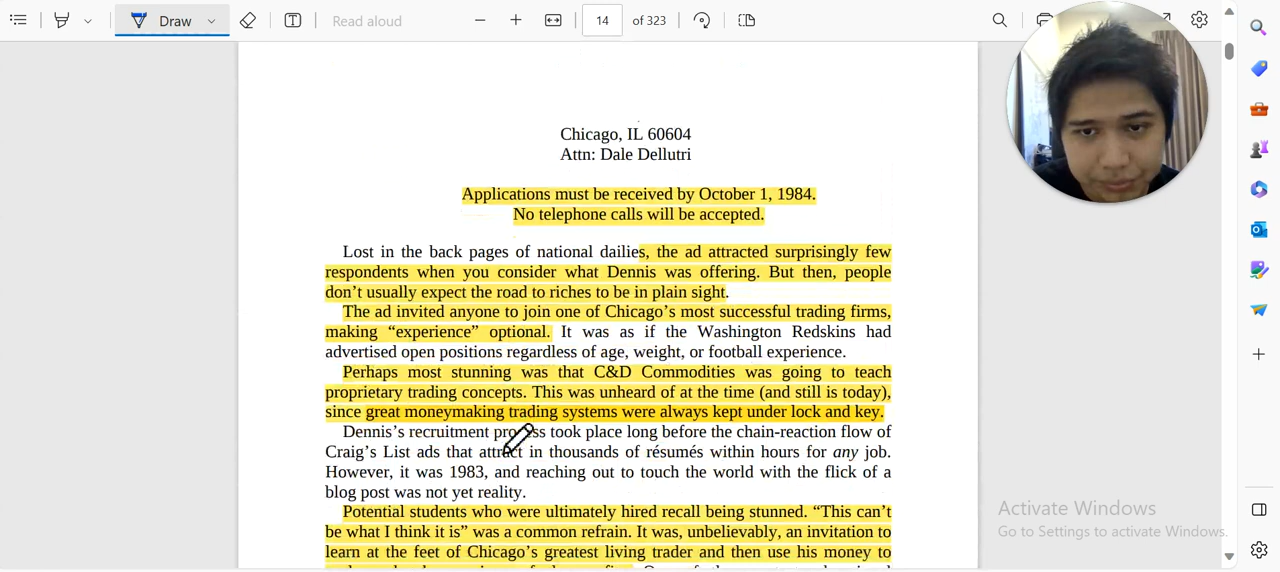 Draw
Read aloud
14
of 323
Chicago, IL 60604
Attn: Dale Dellutri
Applications must be received by October 1, 1984.
No telephone calls will be accepted.
Lost in the back pages of national dailies, the ad attracted surprisingly few
respondents when you consider what Dennis was offering. But then, people
don’t usually expect the road to riches to be in plain sight.
The ad invited anyone to join one of Chicago’s most successful trading firms,
making “experience” optional. It was as if the Washington Redskins had
advertised open positions regardless of age, weight, or football experience.
Perhaps most stunning was that C&D Commodities was going to teach
proprietary trading concepts. This was unheard of at the time (and still is today),
since great moneymaking trading systems were always kept under lock and key.
Dennis’s recruitment process took place long before the chain-reaction flow of
Craig’s List ads that attract in thousands of résumés within hours for any job.
However, it was 1983, and reaching out to touch the world with the flick of a
blog post was not yet reality.
Potential students who were ultimately hired recall being stunned. “This can’t
be what I think it is” was a common refrain. It was, unbelievably, an invitation to
learn at the feet of Chicago’s greatest living trader and then use his money to
Activate Windows
Go to Settings to activate Windows.